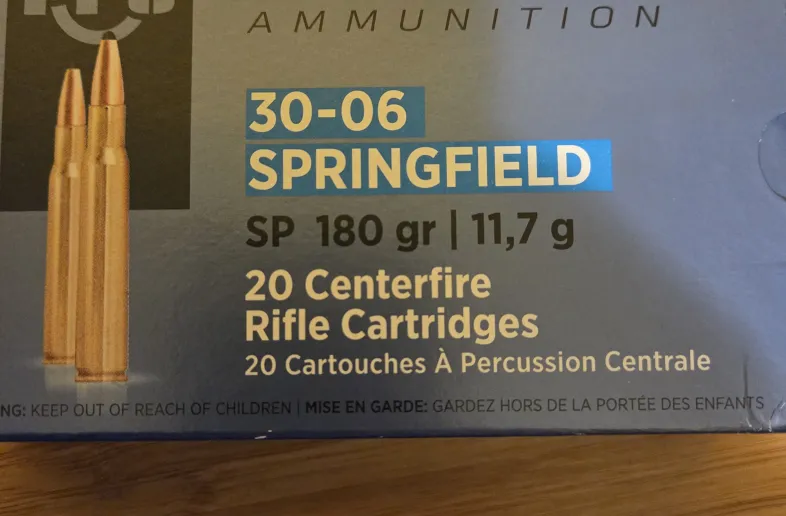 AMMUNITION
30-06
SPRINGFIELD
SP 180 gr | 11,7 g
20 Centerfire
Rifle Cartridges
20 Cartouches À Percussion Centrale
NG: KEEP OUT OF REACH OF CHILDREN | MISE EN GARDE: GARDEZ HORS DE LA PORTÉE DES ENFANTS